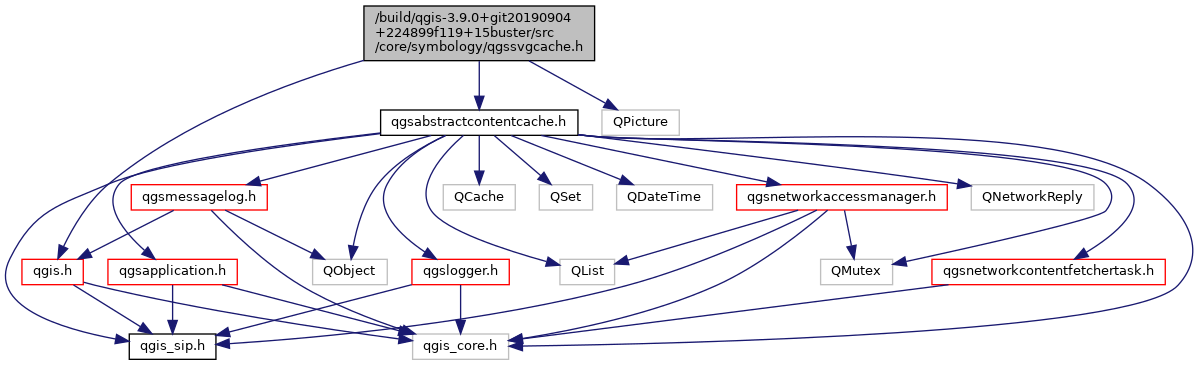 /build/qgis-3.9.0+git20190904
+224899f119+15buster/src
/core/symbology/qgssvgcache.h
qgsabstractcontentcache.h
QPicture
qgsmessagelog.h
QCache
QSet
QDateTime
qgsnetworkaccessmanager.h
QNetworkReply
qgis.h
qgsapplication.h
QObject
qgslogger.h
QList
QMutex
qgsnetworkcontentfetchertask.h
qgis_sip.h
qgis_core.h